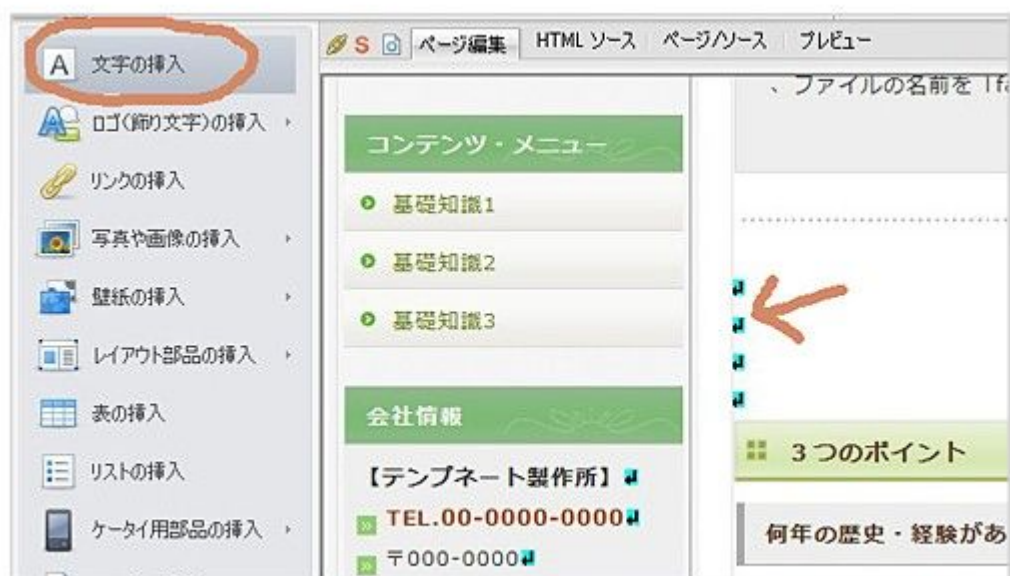 文字の挿入
ロゴ(飾り文字)の挿入
リンクの挿入
写真や画像の挿入
壁紙の挿入
レイアウト部品の挿入
表の挿入
リストの挿入
ケータイ用部品の挿入
S ページ編集 HTML ソース ページ/ソース プレビュー
コンテンツ・メニュー
基礎知識1
基礎知識2
基礎知識3
会社情報
【テンプネート製作所】
TEL.00-0000-0000
〒000-0000
、ファイルの名前を「fa
3つのポイント
何年の歴史・経験があ